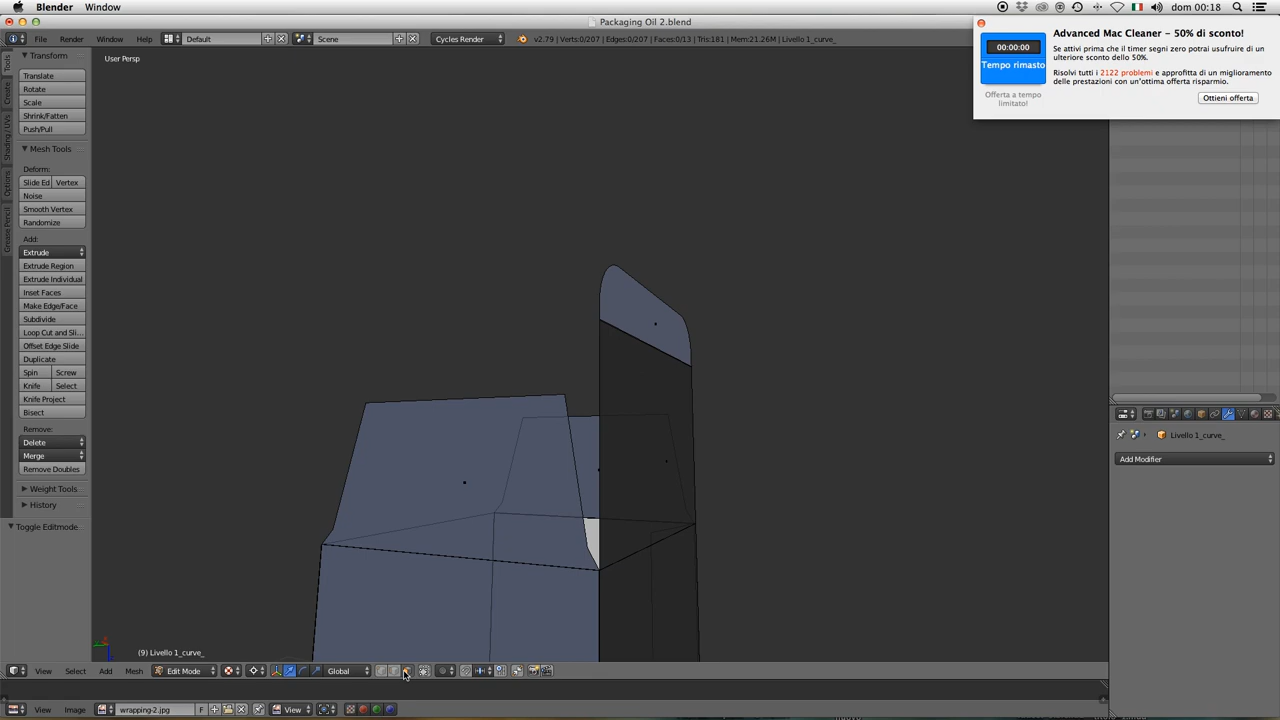 Blender Window
dom 00:18
Packaging Oil 2.blend
File Render Window Help Default Scene Cycles Render v2.79 | Verts:0/207 | Edges:0/207 | Faces:0/13 | Tris:181 | Mem:21.26M | Livello 1_curve_
Advanced Mac Cleaner – 50% di sconto!
00:00:00
Tempo rimasto
Offerta a tempo
limitato!
Se attivi prima che il timer segni zero potrai usufruire di un
ulteriore sconto dello 50%.
Risolvi tutti i 2122 problemi e approfitta di un miglioramento
delle prestazioni con un'ottima offerta risparmio.
Ottieni offerta
Tools
Create
Shading / UVs
Options
Grease Pencil
Transform
Translate
Rotate
Scale
Shrink/Fatten
Push/Pull
Mesh Tools
Deform:
Slide Ed Vertex
Noise
Smooth Vertex
Randomize
Add:
Extrude
Extrude Region
Extrude Individual
Inset Faces
Make Edge/Face
Subdivide
Loop Cut and Sli...
Offset Edge Slide
Duplicate
Spin Screw
Knife Select
Knife Project
Bisect
Remove:
Delete
Merge
Remove Doubles
Weight Tools
History
Toggle Editmode
User Persp
(9) Livello 1_curve_
Livello 1_curve_
Add Modifier
View Select Add Mesh Edit Mode Global
View Image wrapping-2.jpg F View